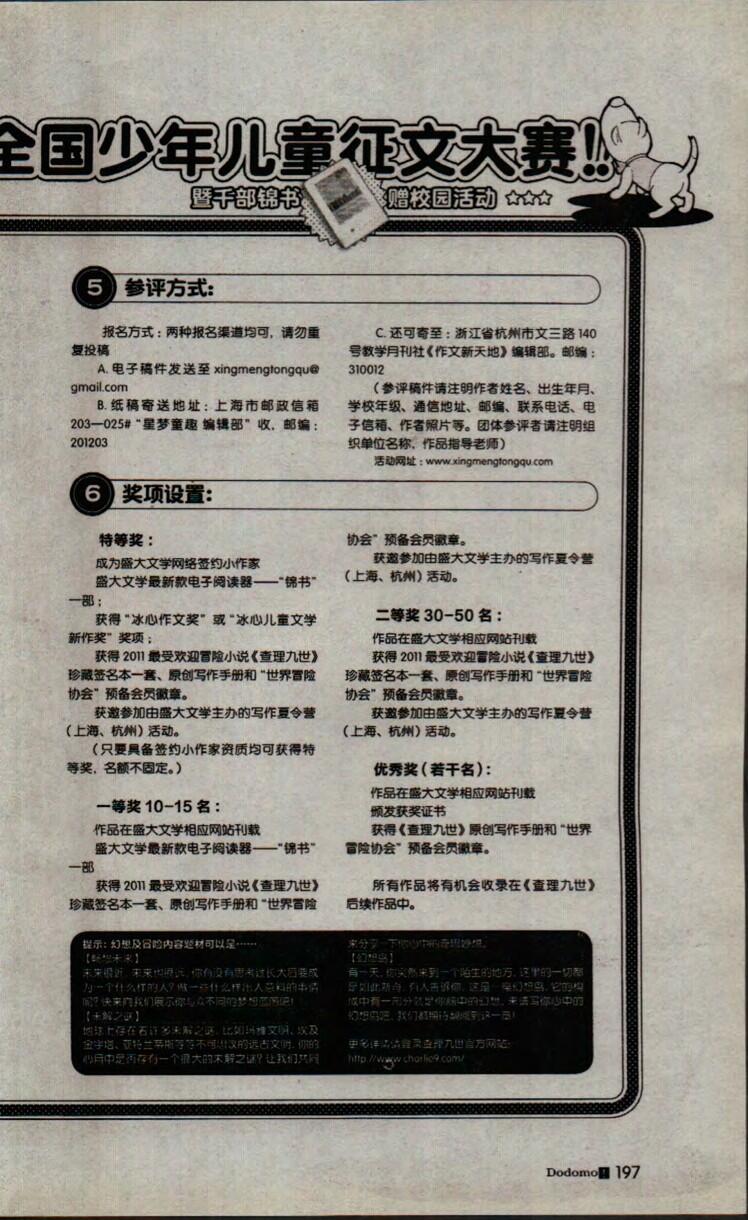 全国少年儿童征文大赛!!
暨千部锦书 赠校园活动 ☆☆☆
5 参评方式:
报名方式：两种报名渠道均可，请勿重
复投稿
A. 电子稿件发送至 xingmengtongqu@
gmail.com
B. 纸稿寄送地址：上海市邮政信箱
203—025# “星梦童趣 编辑部” 收，邮编：
201203
C. 还可寄至：浙江省杭州市文三路 140
号教学月刊社《作文新天地》编辑部。邮编：
310012
（参评稿件请注明作者姓名、出生年月、
学校年级、通信地址、邮编、联系电话、电
子信箱、作者照片等。团体参评者请注明组
织单位名称，作品指导老师）
活动网址：www.xingmengtongqu.com
6 奖项设置:
特等奖：
成为盛大文学网络签约小作家
盛大文学最新款电子阅读器——“锦书”
一部；
获得 “冰心作文奖” 或 “冰心儿童文学
新作奖” 奖项；
获得 2011 最受欢迎冒险小说《查理九世》
珍藏签名本一套、原创写作手册和 “世界冒险
协会” 预备会员徽章。
获邀参加由盛大文学主办的写作夏令营
（上海、杭州）活动。
（只要具备签约小作家资质均可获得特
等奖，名额不固定。）
一等奖 10-15 名：
作品在盛大文学相应网站刊载
盛大文学最新款电子阅读器——“锦书”
一部
获得 2011 最受欢迎冒险小说《查理九世》
珍藏签名本一套、原创写作手册和 “世界冒险
协会” 预备会员徽章。
获邀参加由盛大文学主办的写作夏令营
（上海、杭州）活动。
二等奖 30-50 名：
作品在盛大文学相应网站刊载
获得 2011 最受欢迎冒险小说《查理九世》
珍藏签名本一套、原创写作手册和 “世界冒险
协会” 预备会员徽章。
获邀参加由盛大文学主办的写作夏令营
（上海、杭州）活动。
优秀奖（若干名）：
作品在盛大文学相应网站刊载
颁发获奖证书
获得《查理九世》原创写作手册和 “世界
冒险协会” 预备会员徽章。
所有作品将有机会收录在《查理九世》
后续作品中。
提示：幻想及冒险内容题材可以是……
【畅想未来】
未来很近，未来也很远，你有没有思考过长大后要成
为一个什么样的人？做一些什么样出人意料的事情
呢？快来向我们展示你与众不同的梦想蓝图吧！
【未解之谜】
地球上存在着许多未解之谜，比如玛雅文明、埃及
金字塔、亚特兰蒂斯等等不可思议的远古文明，你的
心目中是否存有一个很大的未解之谜？让我们共同
来分享一下你心中的奇思妙想。
【幻想岛】
有一天，你突然来到一个陌生的地方，这里的一切都
是如此新奇，有人告诉你，这是一座幻想岛，它的构
成中有一部分就是你脑中的幻想，来请写你心中的
幻想岛吧，我们都期待 到这一高！
更多详情请登录查理九世官方网站：
http://www.charlie9.com/
Dodomo! 197